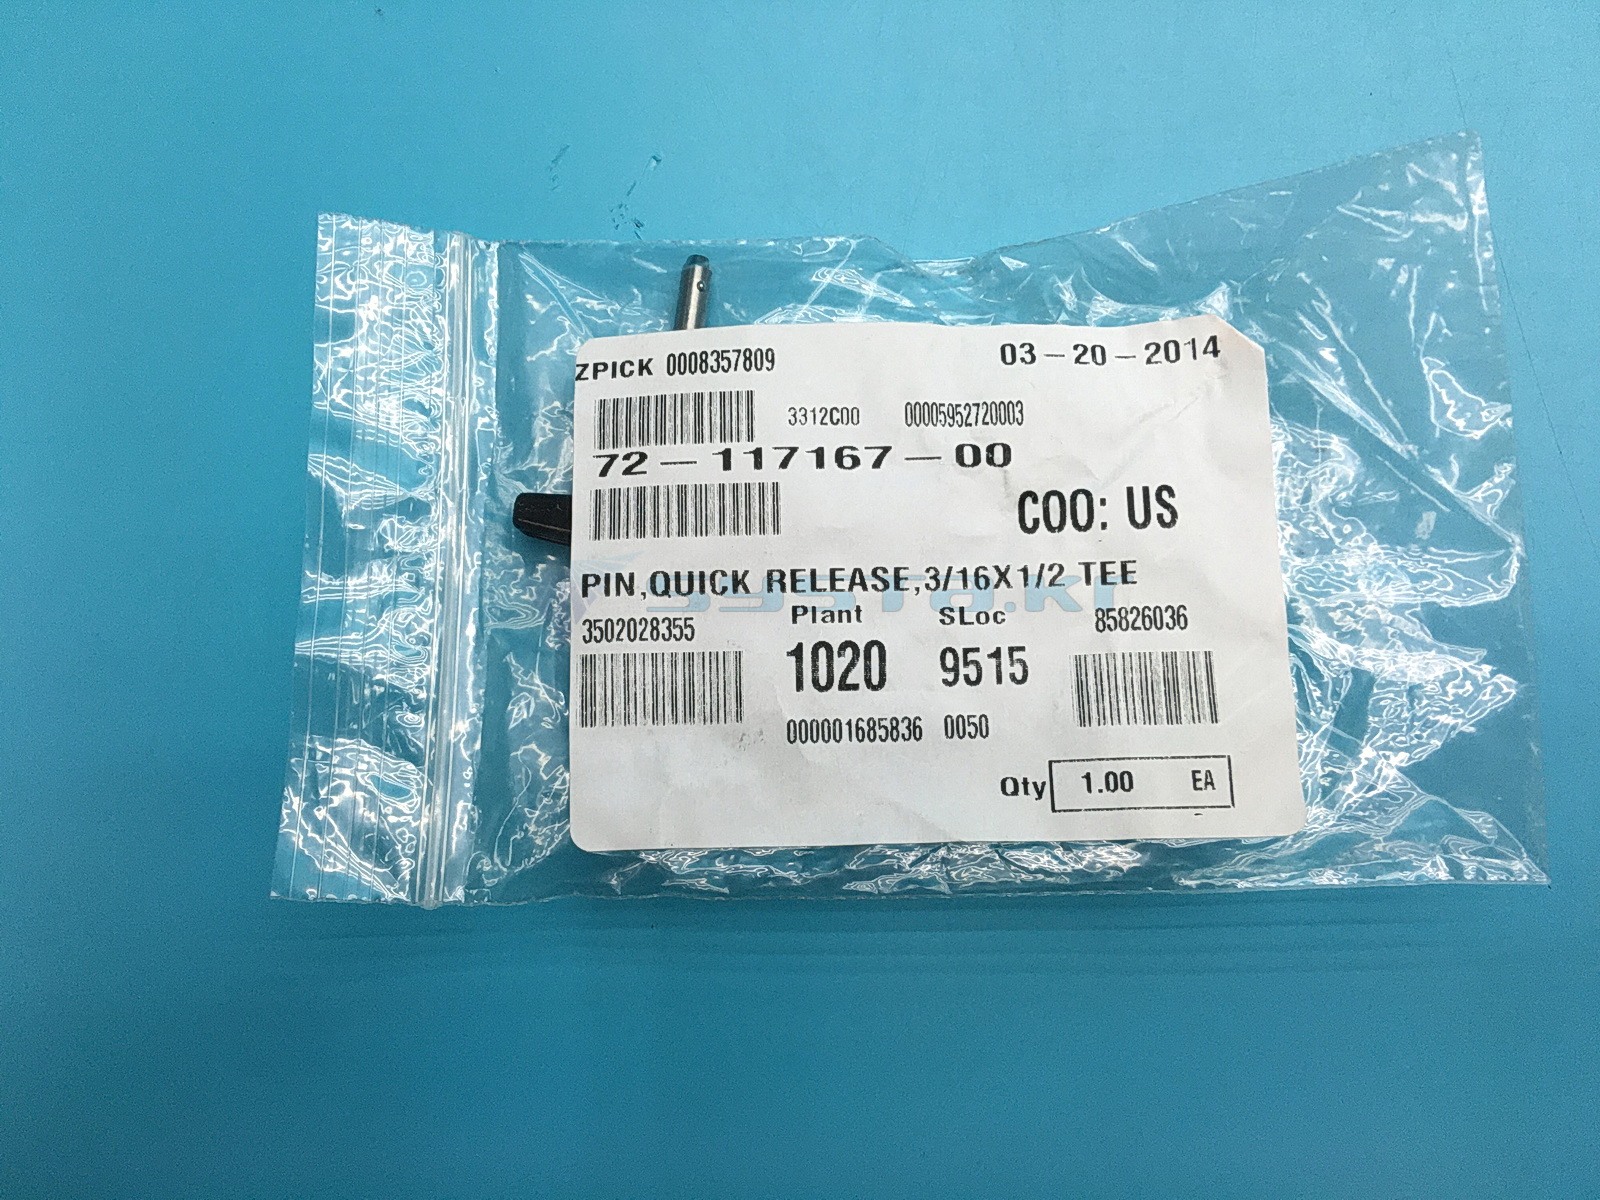 ZPICK 0008357809 03-20-2014
3312C00 00005952720003
72-117167-00
COO: US
PIN,QUICK RELEASE,3/16X1/2 TEE
3502028355 Plant SLoc 85826036
1020 9515
000001685836 0050
Qty 1.00 EA